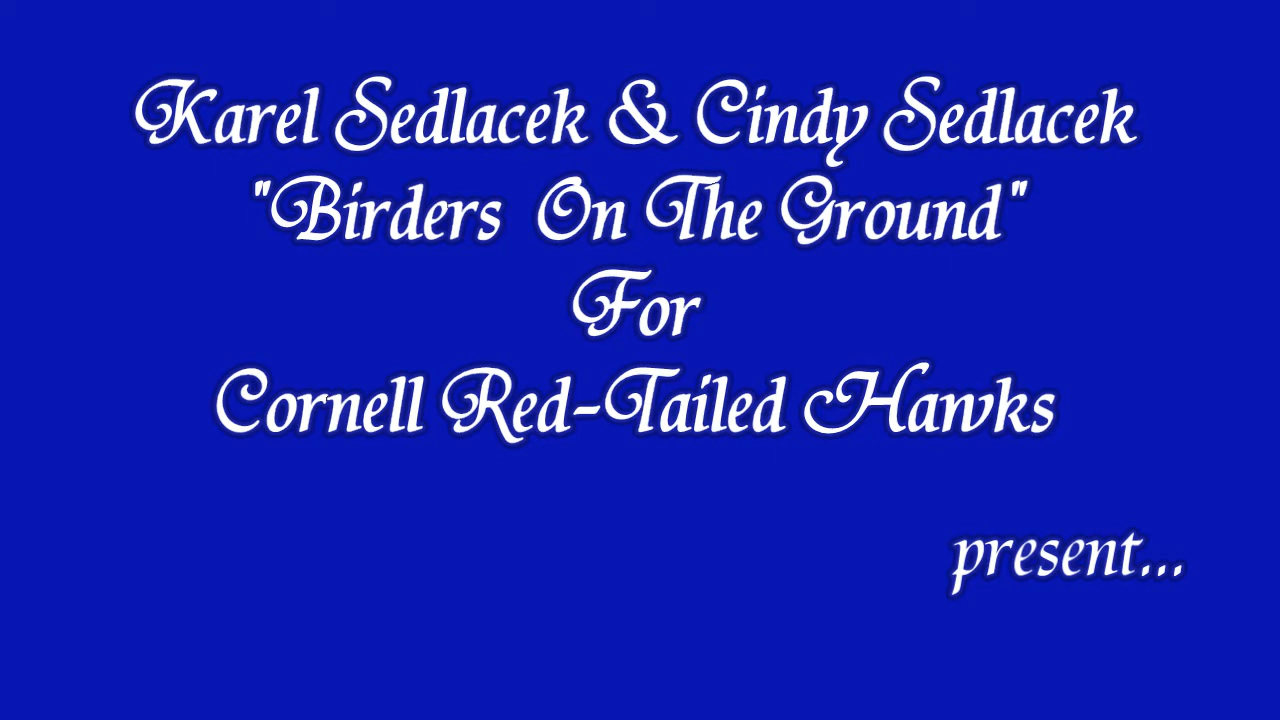 Karel Sedlacek & Cindy Sedlacek
"Birders On The Ground"
For
Cornell Red-Tailed Hawks
present...